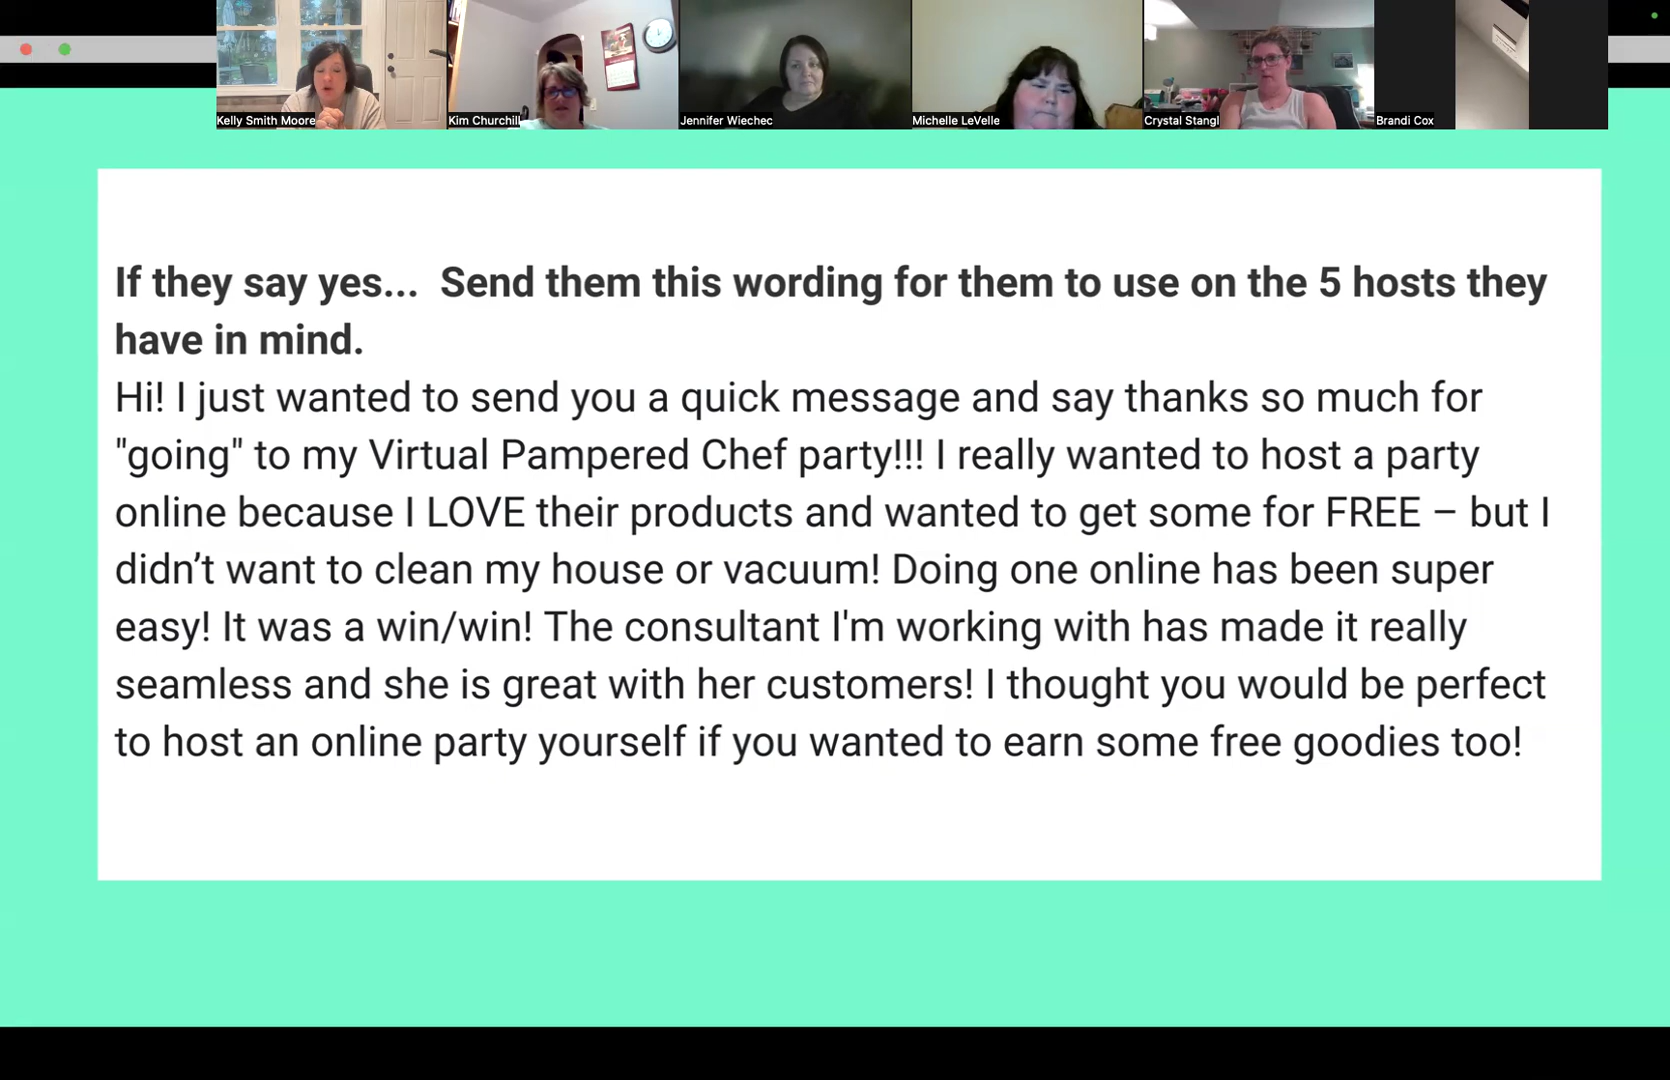 Kelly Smith Moore
Kim Churchill
Jennifer Wiechec
Michelle LeVelle
Crystal Stangl
Brandi Cox
If they say yes...  Send them this wording for them to use on the 5 hosts they
have in mind.
Hi! I just wanted to send you a quick message and say thanks so much for
"going" to my Virtual Pampered Chef party!!! I really wanted to host a party
online because I LOVE their products and wanted to get some for FREE – but I
didn’t want to clean my house or vacuum! Doing one online has been super
easy! It was a win/win! The consultant I'm working with has made it really
seamless and she is great with her customers! I thought you would be perfect
to host an online party yourself if you wanted to earn some free goodies too!